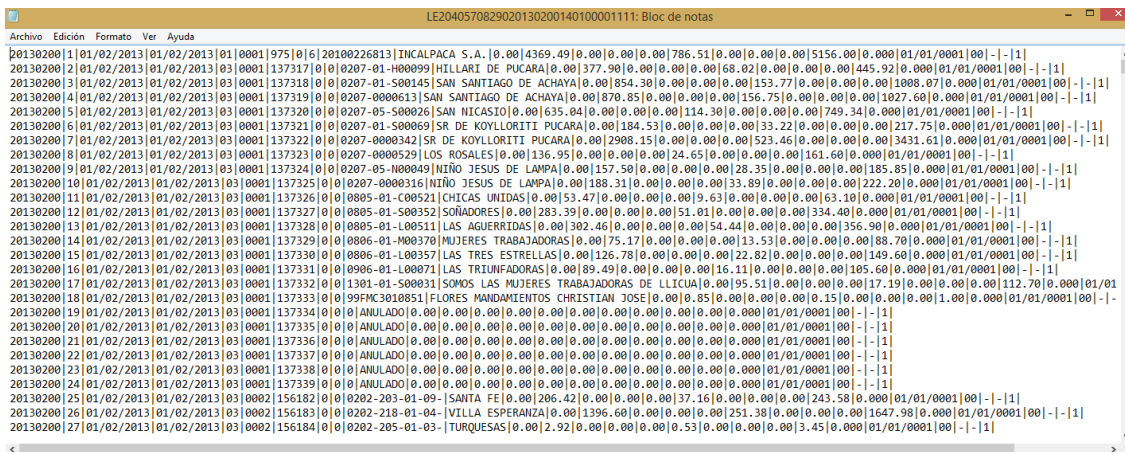 LE2040570829020130200140100001111: Bloc de notas
Archivo Edición Formato Ver Ayuda
20130200|1|01/02/2013|01/02/2013|01|0001|975|0|6|20100226813|INCALPACA S.A.|0.00|4369.49|0.00|0.00|0.00|786.51|0.00|0.00|0.00|5156.00|0.000|01/01/0001|00|-|-|1|
20130200|2|01/02/2013|01/02/2013|03|0001|137317|0|0|0207-01-H00099|HILLARI DE PUCARA|0.00|377.90|0.00|0.00|0.00|68.02|0.00|0.00|0.00|445.92|0.000|01/01/0001|00|-|-|1|
20130200|3|01/02/2013|01/02/2013|03|0001|137318|0|0|0207-01-S00145|SAN SANTIAGO DE ACHAYA|0.00|854.30|0.00|0.00|0.00|153.77|0.00|0.00|0.00|1008.07|0.000|01/01/0001|00|-|-|1|
20130200|4|01/02/2013|01/02/2013|03|0001|137319|0|0|0207-0000613|SAN SANTIAGO DE ACHAYA|0.00|870.85|0.00|0.00|0.00|156.75|0.00|0.00|0.00|1027.60|0.000|01/01/0001|00|-|-|1|
20130200|5|01/02/2013|01/02/2013|03|0001|137320|0|0|0207-05-S00026|SAN NICASIO|0.00|635.04|0.00|0.00|0.00|114.30|0.00|0.00|0.00|749.34|0.000|01/01/0001|00|-|-|1|
20130200|6|01/02/2013|01/02/2013|03|0001|137321|0|0|0207-01-S00069|SR DE KOYLLORITI PUCARA|0.00|184.53|0.00|0.00|0.00|33.22|0.00|0.00|0.00|217.75|0.000|01/01/0001|00|-|-|1|
20130200|7|01/02/2013|01/02/2013|03|0001|137322|0|0|0207-0000342|SR DE KOYLLORITI PUCARA|0.00|2908.15|0.00|0.00|0.00|523.46|0.00|0.00|0.00|3431.61|0.000|01/01/0001|00|-|-|1|
20130200|8|01/02/2013|01/02/2013|03|0001|137323|0|0|0207-0000529|LOS ROSALES|0.00|136.95|0.00|0.00|0.00|24.65|0.00|0.00|0.00|161.60|0.000|01/01/0001|00|-|-|1|
20130200|9|01/02/2013|01/02/2013|03|0001|137324|0|0|0207-05-N00049|NIÑO JESUS DE LAMPA|0.00|157.50|0.00|0.00|0.00|28.35|0.00|0.00|0.00|185.85|0.000|01/01/0001|00|-|-|1|
20130200|10|01/02/2013|01/02/2013|03|0001|137325|0|0|0207-0000316|NIÑO JESUS DE LAMPA|0.00|188.31|0.00|0.00|0.00|33.89|0.00|0.00|0.00|222.20|0.000|01/01/0001|00|-|-|1|
20130200|11|01/02/2013|01/02/2013|03|0001|137326|0|0|0805-01-C00521|CHICAS UNIDAS|0.00|53.47|0.00|0.00|0.00|9.63|0.00|0.00|0.00|63.10|0.000|01/01/0001|00|-|-|1|
20130200|12|01/02/2013|01/02/2013|03|0001|137327|0|0|0805-01-S00352|SOÑADORES|0.00|283.39|0.00|0.00|0.00|51.01|0.00|0.00|0.00|334.40|0.000|01/01/0001|00|-|-|1|
20130200|13|01/02/2013|01/02/2013|03|0001|137328|0|0|0805-01-L00511|LAS AGUERRIDAS|0.00|302.46|0.00|0.00|0.00|54.44|0.00|0.00|0.00|356.90|0.000|01/01/0001|00|-|-|1|
20130200|14|01/02/2013|01/02/2013|03|0001|137329|0|0|0806-01-M00370|MUJERES TRABAJADORAS|0.00|75.17|0.00|0.00|0.00|13.53|0.00|0.00|0.00|88.70|0.000|01/01/0001|00|-|-|1|
20130200|15|01/02/2013|01/02/2013|03|0001|137330|0|0|0806-01-L00357|LAS TRES ESTRELLAS|0.00|126.78|0.00|0.00|0.00|22.82|0.00|0.00|0.00|149.60|0.000|01/01/0001|00|-|-|1|
20130200|16|01/02/2013|01/02/2013|03|0001|137331|0|0|0906-01-L00071|LAS TRIUNFADORAS|0.00|89.49|0.00|0.00|0.00|16.11|0.00|0.00|0.00|105.60|0.000|01/01/0001|00|-|-|1|
20130200|17|01/02/2013|01/02/2013|03|0001|137332|0|0|1301-01-S00031|SOMOS LAS MUJERES TRABAJADORAS DE LLICUA|0.00|95.51|0.00|0.00|0.00|17.19|0.00|0.00|0.00|112.70|0.000|01/01
20130200|18|01/02/2013|01/02/2013|03|0001|137333|0|0|99FMC3010851|FLORES MANDAMIENTOS CHRISTIAN JOSE|0.00|0.85|0.00|0.00|0.00|0.15|0.00|0.00|0.00|1.00|0.000|01/01/0001|00|-|-
20130200|19|01/02/2013|01/02/2013|03|0001|137334|0|0|0|ANULADO|0.00|0.00|0.00|0.00|0.00|0.00|0.00|0.00|0.00|0.00|0.000|01/01/0001|00|-|-|1|
20130200|20|01/02/2013|01/02/2013|03|0001|137335|0|0|0|ANULADO|0.00|0.00|0.00|0.00|0.00|0.00|0.00|0.00|0.00|0.00|0.000|01/01/0001|00|-|-|1|
20130200|21|01/02/2013|01/02/2013|03|0001|137336|0|0|0|ANULADO|0.00|0.00|0.00|0.00|0.00|0.00|0.00|0.00|0.00|0.00|0.000|01/01/0001|00|-|-|1|
20130200|22|01/02/2013|01/02/2013|03|0001|137337|0|0|0|ANULADO|0.00|0.00|0.00|0.00|0.00|0.00|0.00|0.00|0.00|0.00|0.000|01/01/0001|00|-|-|1|
20130200|23|01/02/2013|01/02/2013|03|0001|137338|0|0|0|ANULADO|0.00|0.00|0.00|0.00|0.00|0.00|0.00|0.00|0.00|0.00|0.000|01/01/0001|00|-|-|1|
20130200|24|01/02/2013|01/02/2013|03|0001|137339|0|0|0|ANULADO|0.00|0.00|0.00|0.00|0.00|0.00|0.00|0.00|0.00|0.00|0.000|01/01/0001|00|-|-|1|
20130200|25|01/02/2013|01/02/2013|03|0002|156182|0|0|0202-203-01-09-|SANTA FE|0.00|206.42|0.00|0.00|0.00|37.16|0.00|0.00|0.00|243.58|0.000|01/01/0001|00|-|-|1|
20130200|26|01/02/2013|01/02/2013|03|0002|156183|0|0|0202-218-01-04-|VILLA ESPERANZA|0.00|1396.60|0.00|0.00|0.00|251.38|0.00|0.00|0.00|1647.98|0.000|01/01/0001|00|-|-|1|
20130200|27|01/02/2013|01/02/2013|03|0002|156184|0|0|0202-205-01-03-|TURQUESAS|0.00|2.92|0.00|0.00|0.00|0.53|0.00|0.00|0.00|3.45|0.000|01/01/0001|00|-|-|1|